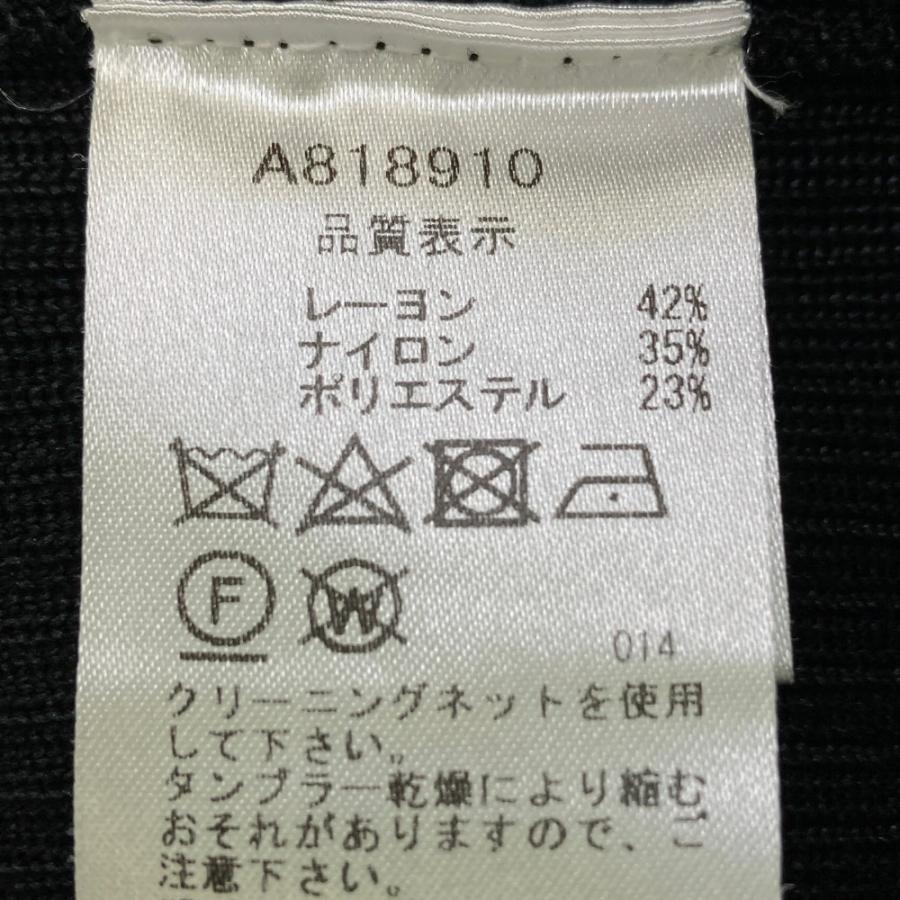 A818910
品質表示
レーヨン 42%
ナイロン 35%
ポリエステル 23%
F W
014
クリーニングネットを使用
して下さい。
タンブラー乾燥により縮む
おそれがありますので、ご
注意下さい。